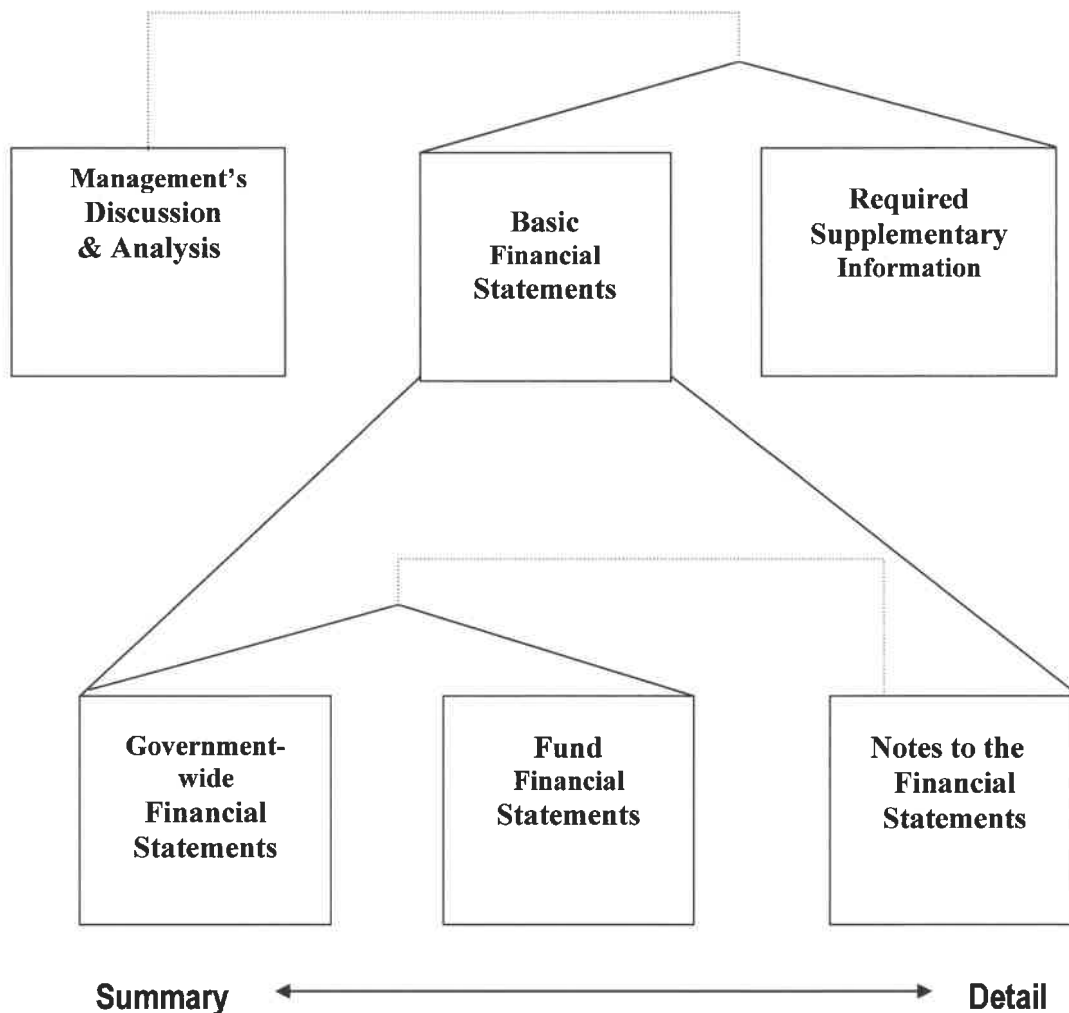 Management's
Discussion
& Analysis
Basic
Financial
Statements
Required
Supplementary
Information
Government-
wide
Financial
Statements
Fund
Financial
Statements
Notes to the
Financial
Statements
Summary
Detail